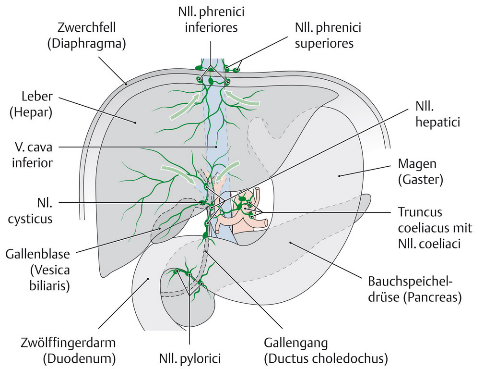 Nll. phrenici
inferiores
Nll. phrenici
superiores
Zwerchfell
(Diaphragma)
Leber
(Hepar)
Nll.
hepatici
V. cava
inferior
Magen
(Gaster)
Nl.
cysticus
Truncus
coeliacus mit
Nll. coeliaci
Gallenblase
(Vesica
biliaris)
Bauchspeichel-
drüse (Pancreas)
Zwölffingerdarm
(Duodenum)
Nll. pylorici
Gallengang
(Ductus choledochus)